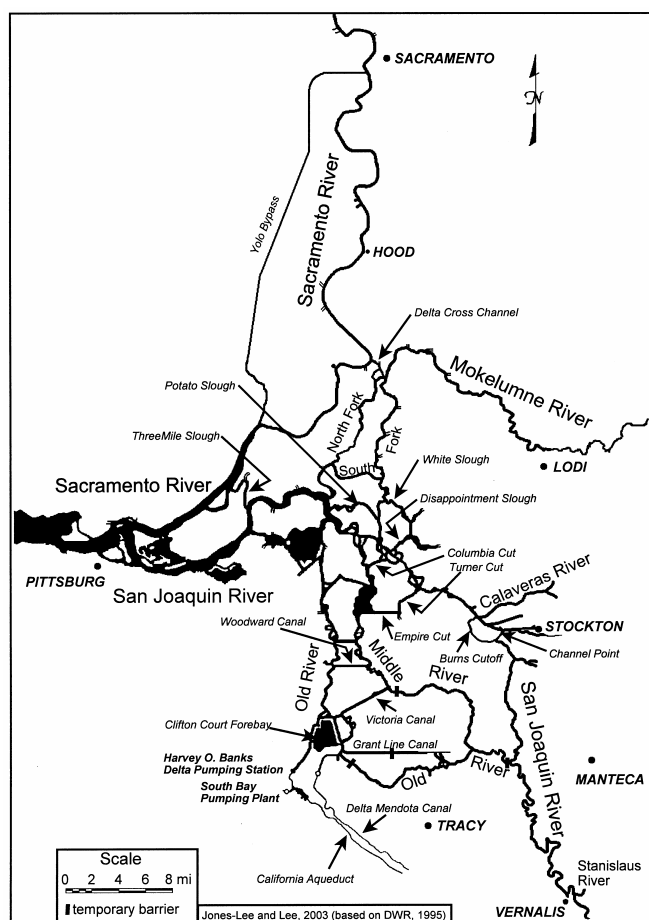 SACRAMENTO
N
Sacramento River
Yolo Bypass
HOOD
Delta Cross Channel
Mokelumne River
Potato Slough
North Fork
South Fork
ThreeMile Slough
White Slough
LODI
Disappointment Slough
Sacramento River
Columbia Cut
Turner Cut
PITTSBURG
San Joaquin River
Calaveras River
STOCKTON
Woodward Canal
Empire Cut
Burns Cutoff
Channel Point
Old River
Middle River
San Joaquin River
Clifton Court Forebay
Victoria Canal
Grant Line Canal
Harvey O. Banks
Delta Pumping Station
Old River
South Bay
Pumping Plant
MANTECA
Delta Mendota Canal
TRACY
California Aqueduct
Scale
0 2 4 6 8 mi
temporary barrier
Stanislaus
River
VERNALIS
Jones-Lee and Lee, 2003 (based on DWR, 1995)